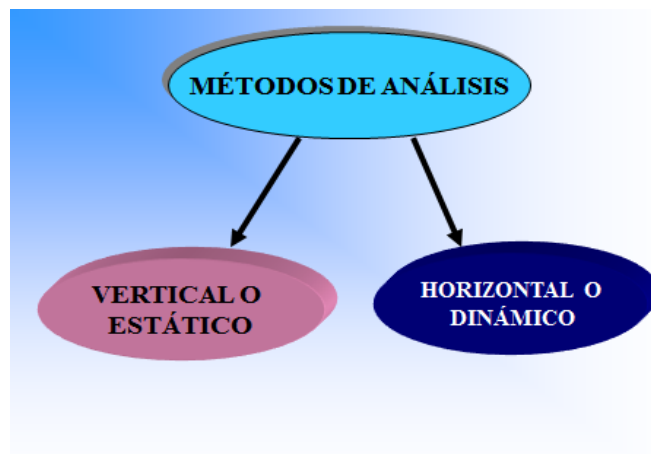 MÉTODOS DE ANÁLISIS
VERTICAL O
ESTÁTICO
HORIZONTAL O
DINÁMICO